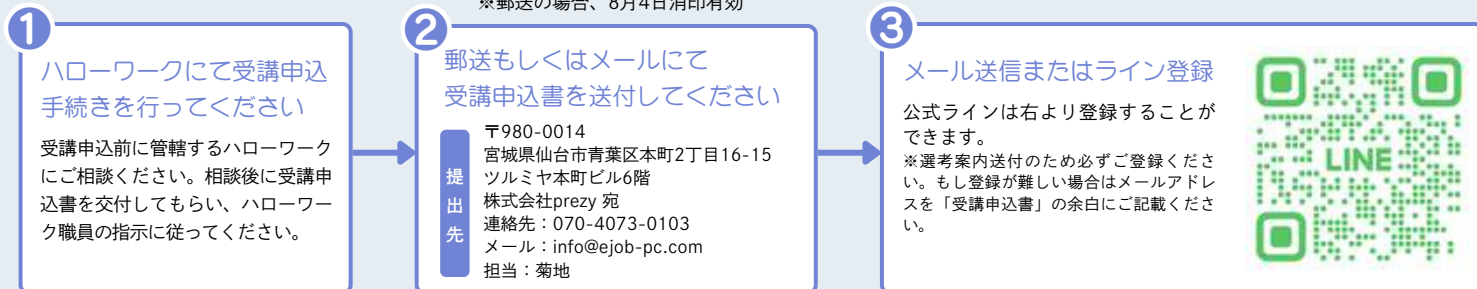 ※郵送の場合、8月4日消印有効
1
ハローワークにて受講申込
手続きを行ってください
受講申込前に管轄するハローワーク
にご相談ください。相談後に受講申
込書を交付してもらい、ハローワー
ク職員の指示に従ってください。
2
郵送もしくはメールにて
受講申込書を送付してください
提出先
〒980-0014
宮城県仙台市青葉区本町2丁目16-15
ツルミヤ本町ビル6階
株式会社prezy 宛
連絡先：070-4073-0103
メール：info@ejob-pc.com
担当：菊地
3
メール送信またはライン登録
公式ラインは右より登録することが
できます。
※選考案内送付のため必ずご登録くださ
い。もし登録が難しい場合はメールアドレ
スを「受講申込書」の余白にご記載くださ
い。
LINE